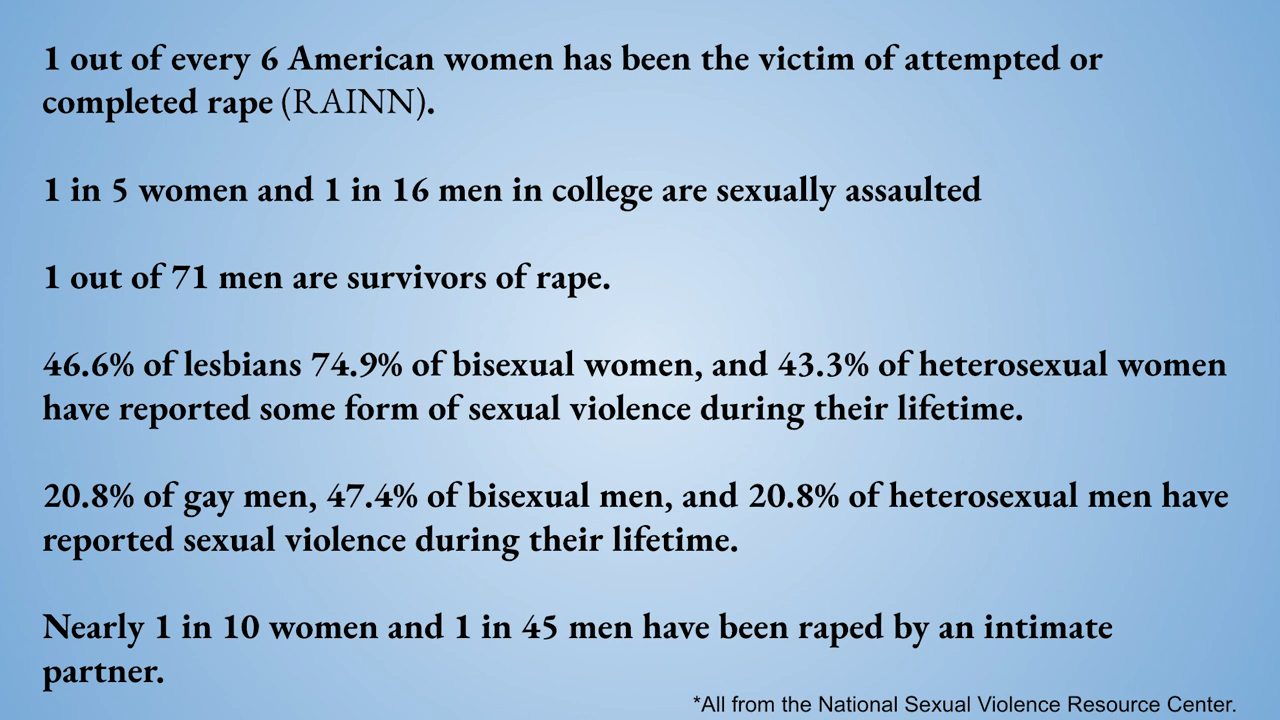 1 out of every 6 American women has been the victim of attempted or
completed rape (RAINN).
1 in 5 women and 1 in 16 men in college are sexually assaulted
1 out of 71 men are survivors of rape.
46.6% of lesbians 74.9% of bisexual women, and 43.3% of heterosexual women
have reported some form of sexual violence during their lifetime.
20.8% of gay men, 47.4% of bisexual men, and 20.8% of heterosexual men have
reported sexual violence during their lifetime.
Nearly 1 in 10 women and 1 in 45 men have been raped by an intimate
partner.
*All from the National Sexual Violence Resource Center.